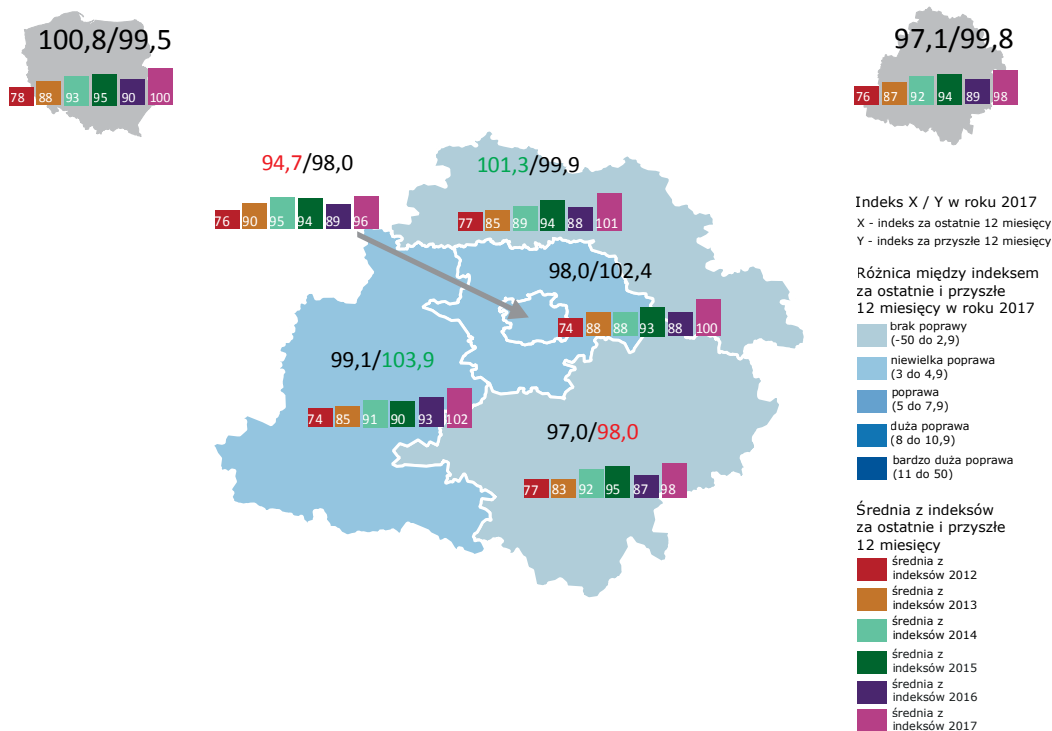 100,8/99,5
78 88 93 95 90 100
97,1/99,8
76 87 92 94 89 98
94,7/98,0
76 90 95 94 89 96
101,3/99,9
77 85 89 94 88 101
98,0/102,4
74 88 88 93 88 100
99,1/103,9
74 85 91 90 93 102
97,0/98,0
77 83 92 95 87 98
Indeks X / Y w roku 2017
X - indeks za ostatnie 12 miesięcy
Y - indeks za przyszłe 12 miesięcy
Różnica między indeksem
za ostatnie i przyszłe
12 miesięcy w roku 2017
brak poprawy
(-50 do 2,9)
niewielka poprawa
(3 do 4,9)
poprawa
(5 do 7,9)
duża poprawa
(8 do 10,9)
bardzo duża poprawa
(11 do 50)
Średnia z indeksów
za ostatnie i przyszłe
12 miesięcy
średnia z
indeksów 2012
średnia z
indeksów 2013
średnia z
indeksów 2014
średnia z
indeksów 2015
średnia z
indeksów 2016
średnia z
indeksów 2017